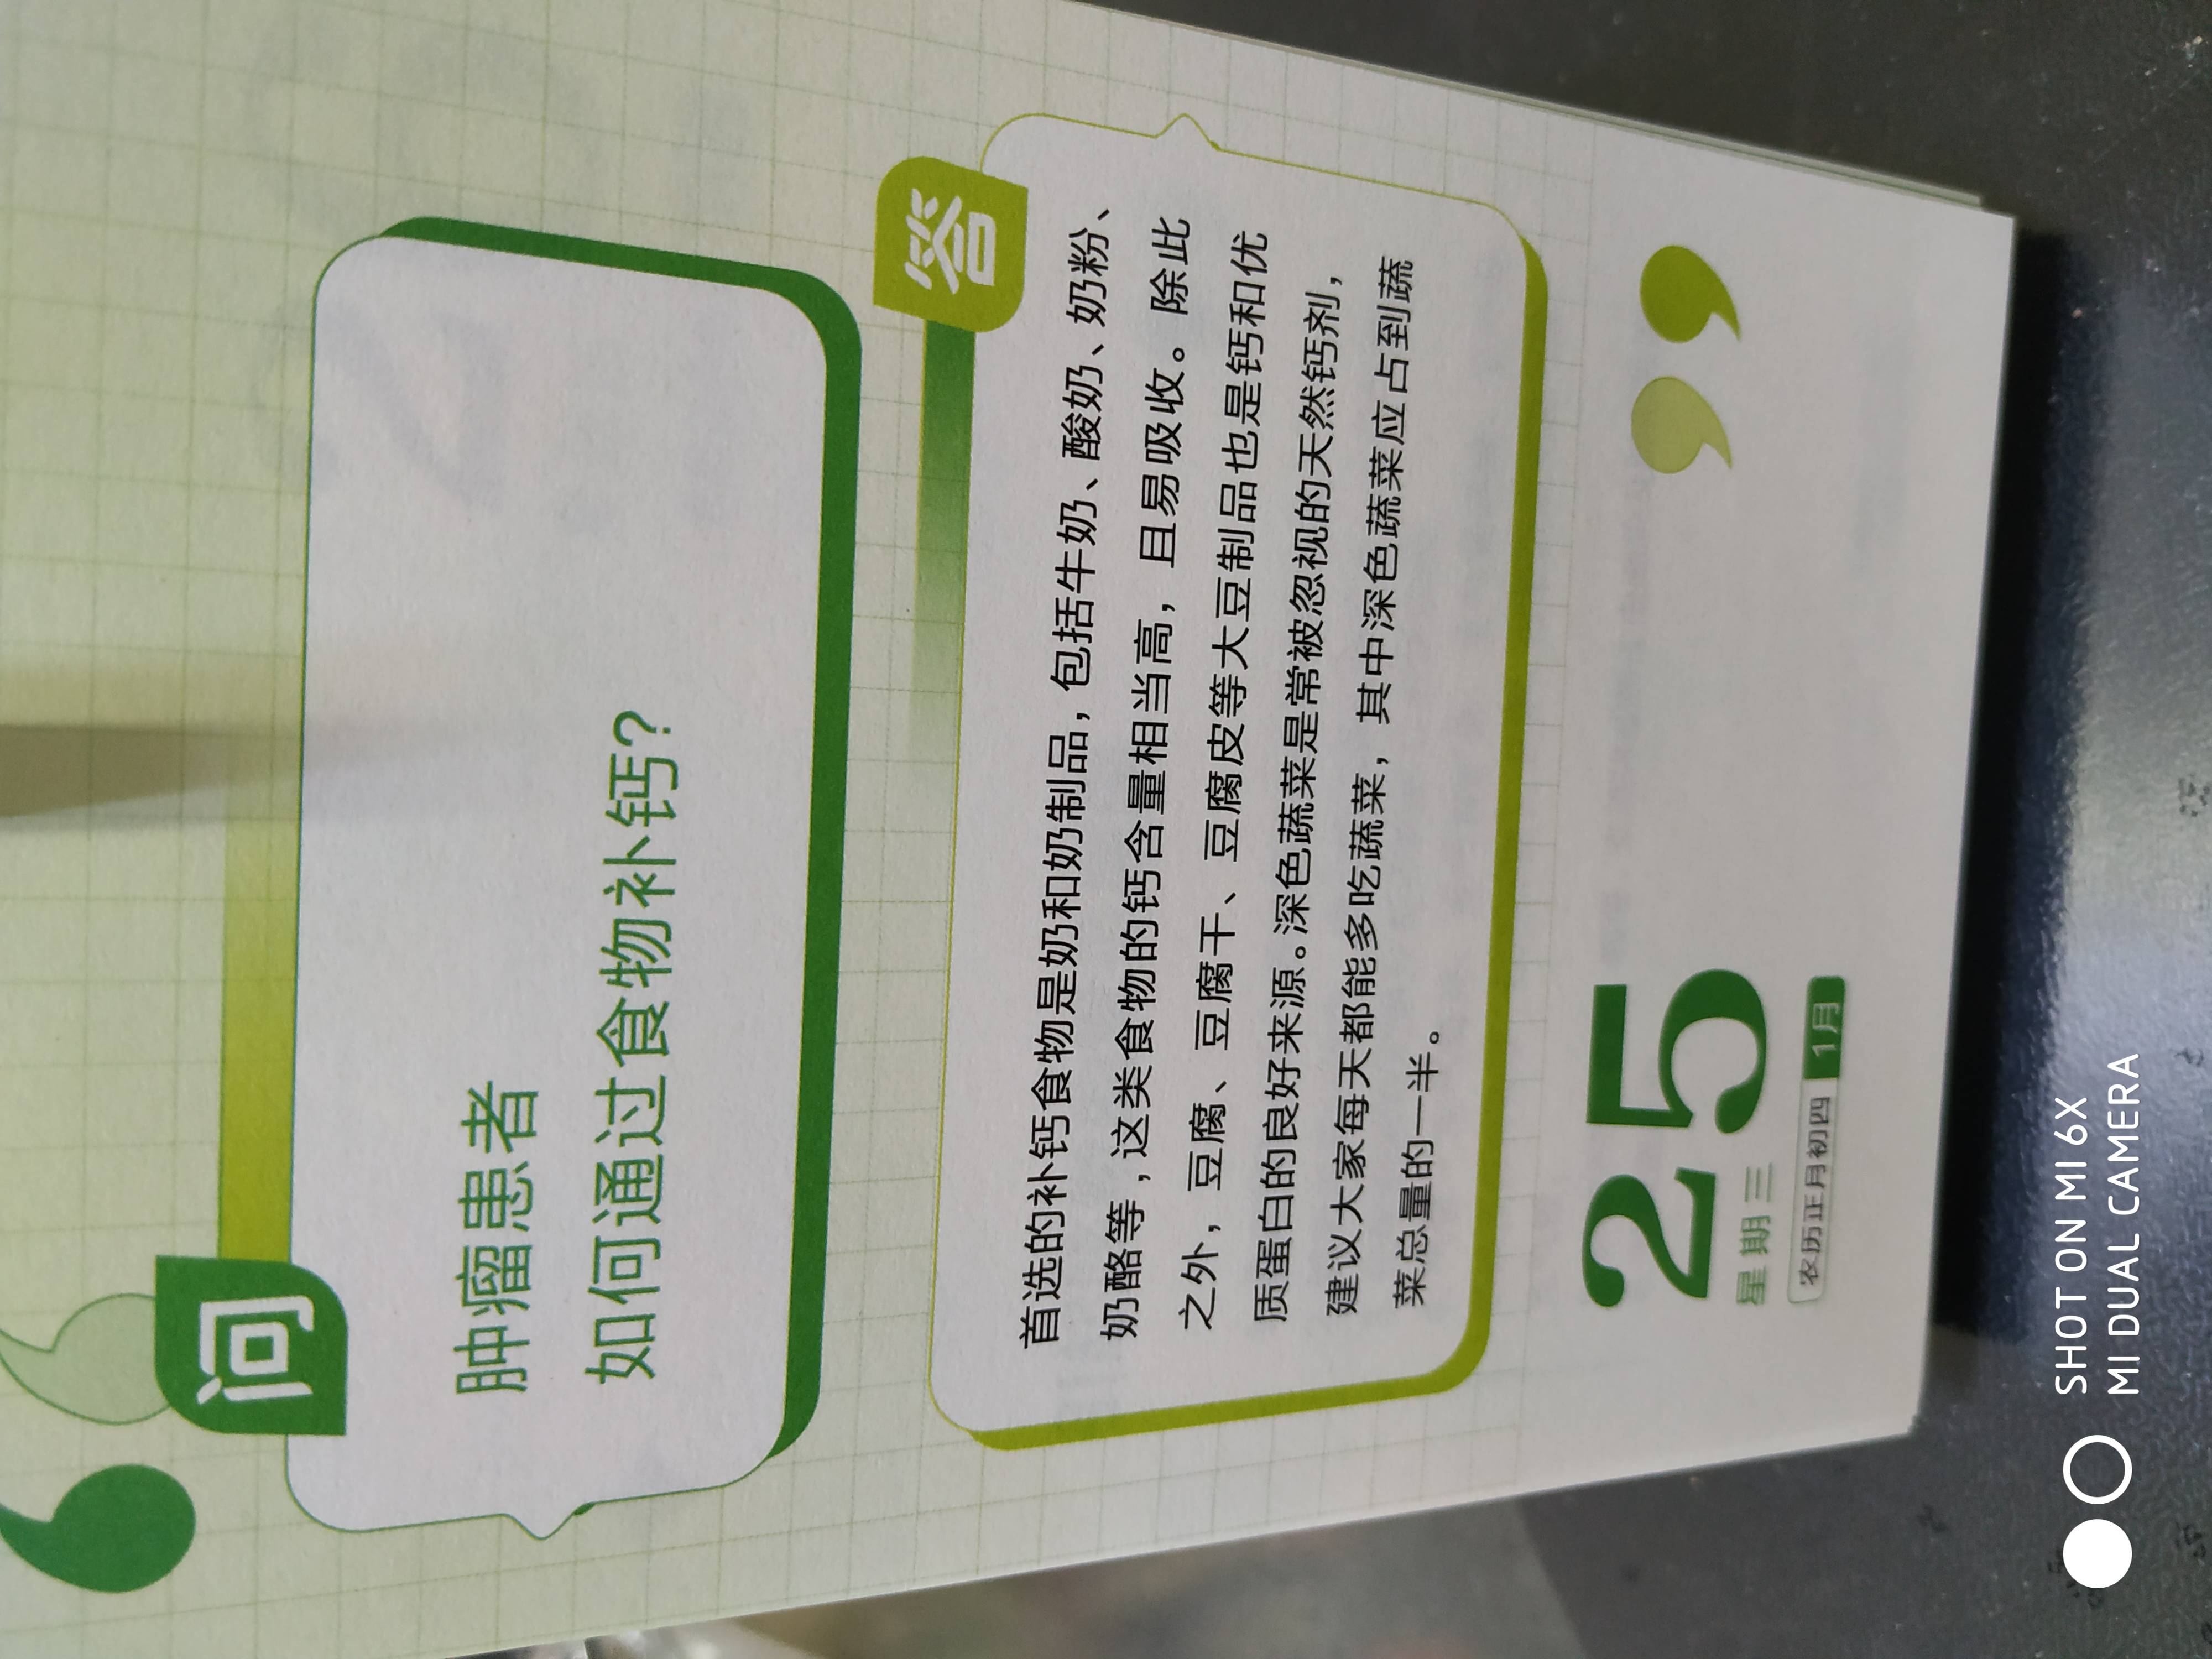 问
肿瘤患者
如何通过食物补钙？
答
首选的补钙食物是奶和奶制品，包括牛奶、酸奶、奶粉、
奶酪等，这类食物的钙含量相当高，且易吸收。除此
之外，豆腐、豆腐干、豆腐皮等大豆制品也是钙和优
质蛋白的良好来源。深色蔬菜是常被忽视的天然钙剂，
建议大家每天都能多吃蔬菜，其中深色蔬菜应占到蔬
菜总量的一半。
25
星期三
农历正月初四 1月
SHOT ON MI 6X
MI DUAL CAMERA